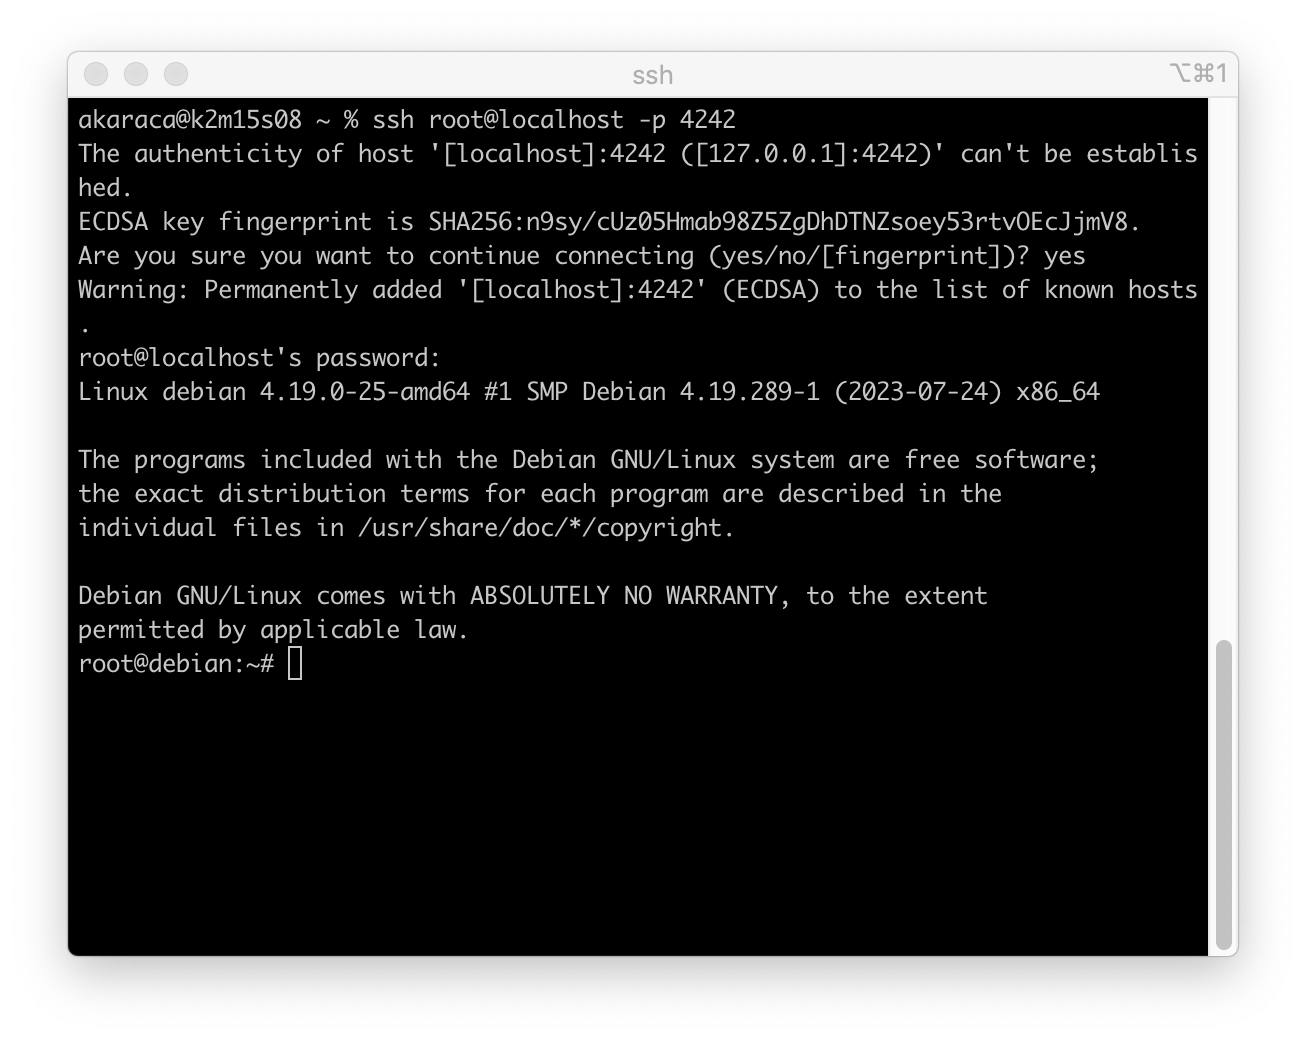 ssh
⌥⌘1
akaraca@k2m15s08 ~ % ssh root@localhost -p 4242
The authenticity of host '[localhost]:4242 ([127.0.0.1]:4242)' can't be establis
hed.
ECDSA key fingerprint is SHA256:n9sy/cUz05Hmab98Z5ZgDhDTNZsoey53rtvOEcJjmV8.
Are you sure you want to continue connecting (yes/no/[fingerprint])? yes
Warning: Permanently added '[localhost]:4242' (ECDSA) to the list of known hosts
.
root@localhost's password:
Linux debian 4.19.0-25-amd64 #1 SMP Debian 4.19.289-1 (2023-07-24) x86_64

The programs included with the Debian GNU/Linux system are free software;
the exact distribution terms for each program are described in the
individual files in /usr/share/doc/*/copyright.

Debian GNU/Linux comes with ABSOLUTELY NO WARRANTY, to the extent
permitted by applicable law.
root@debian:~#